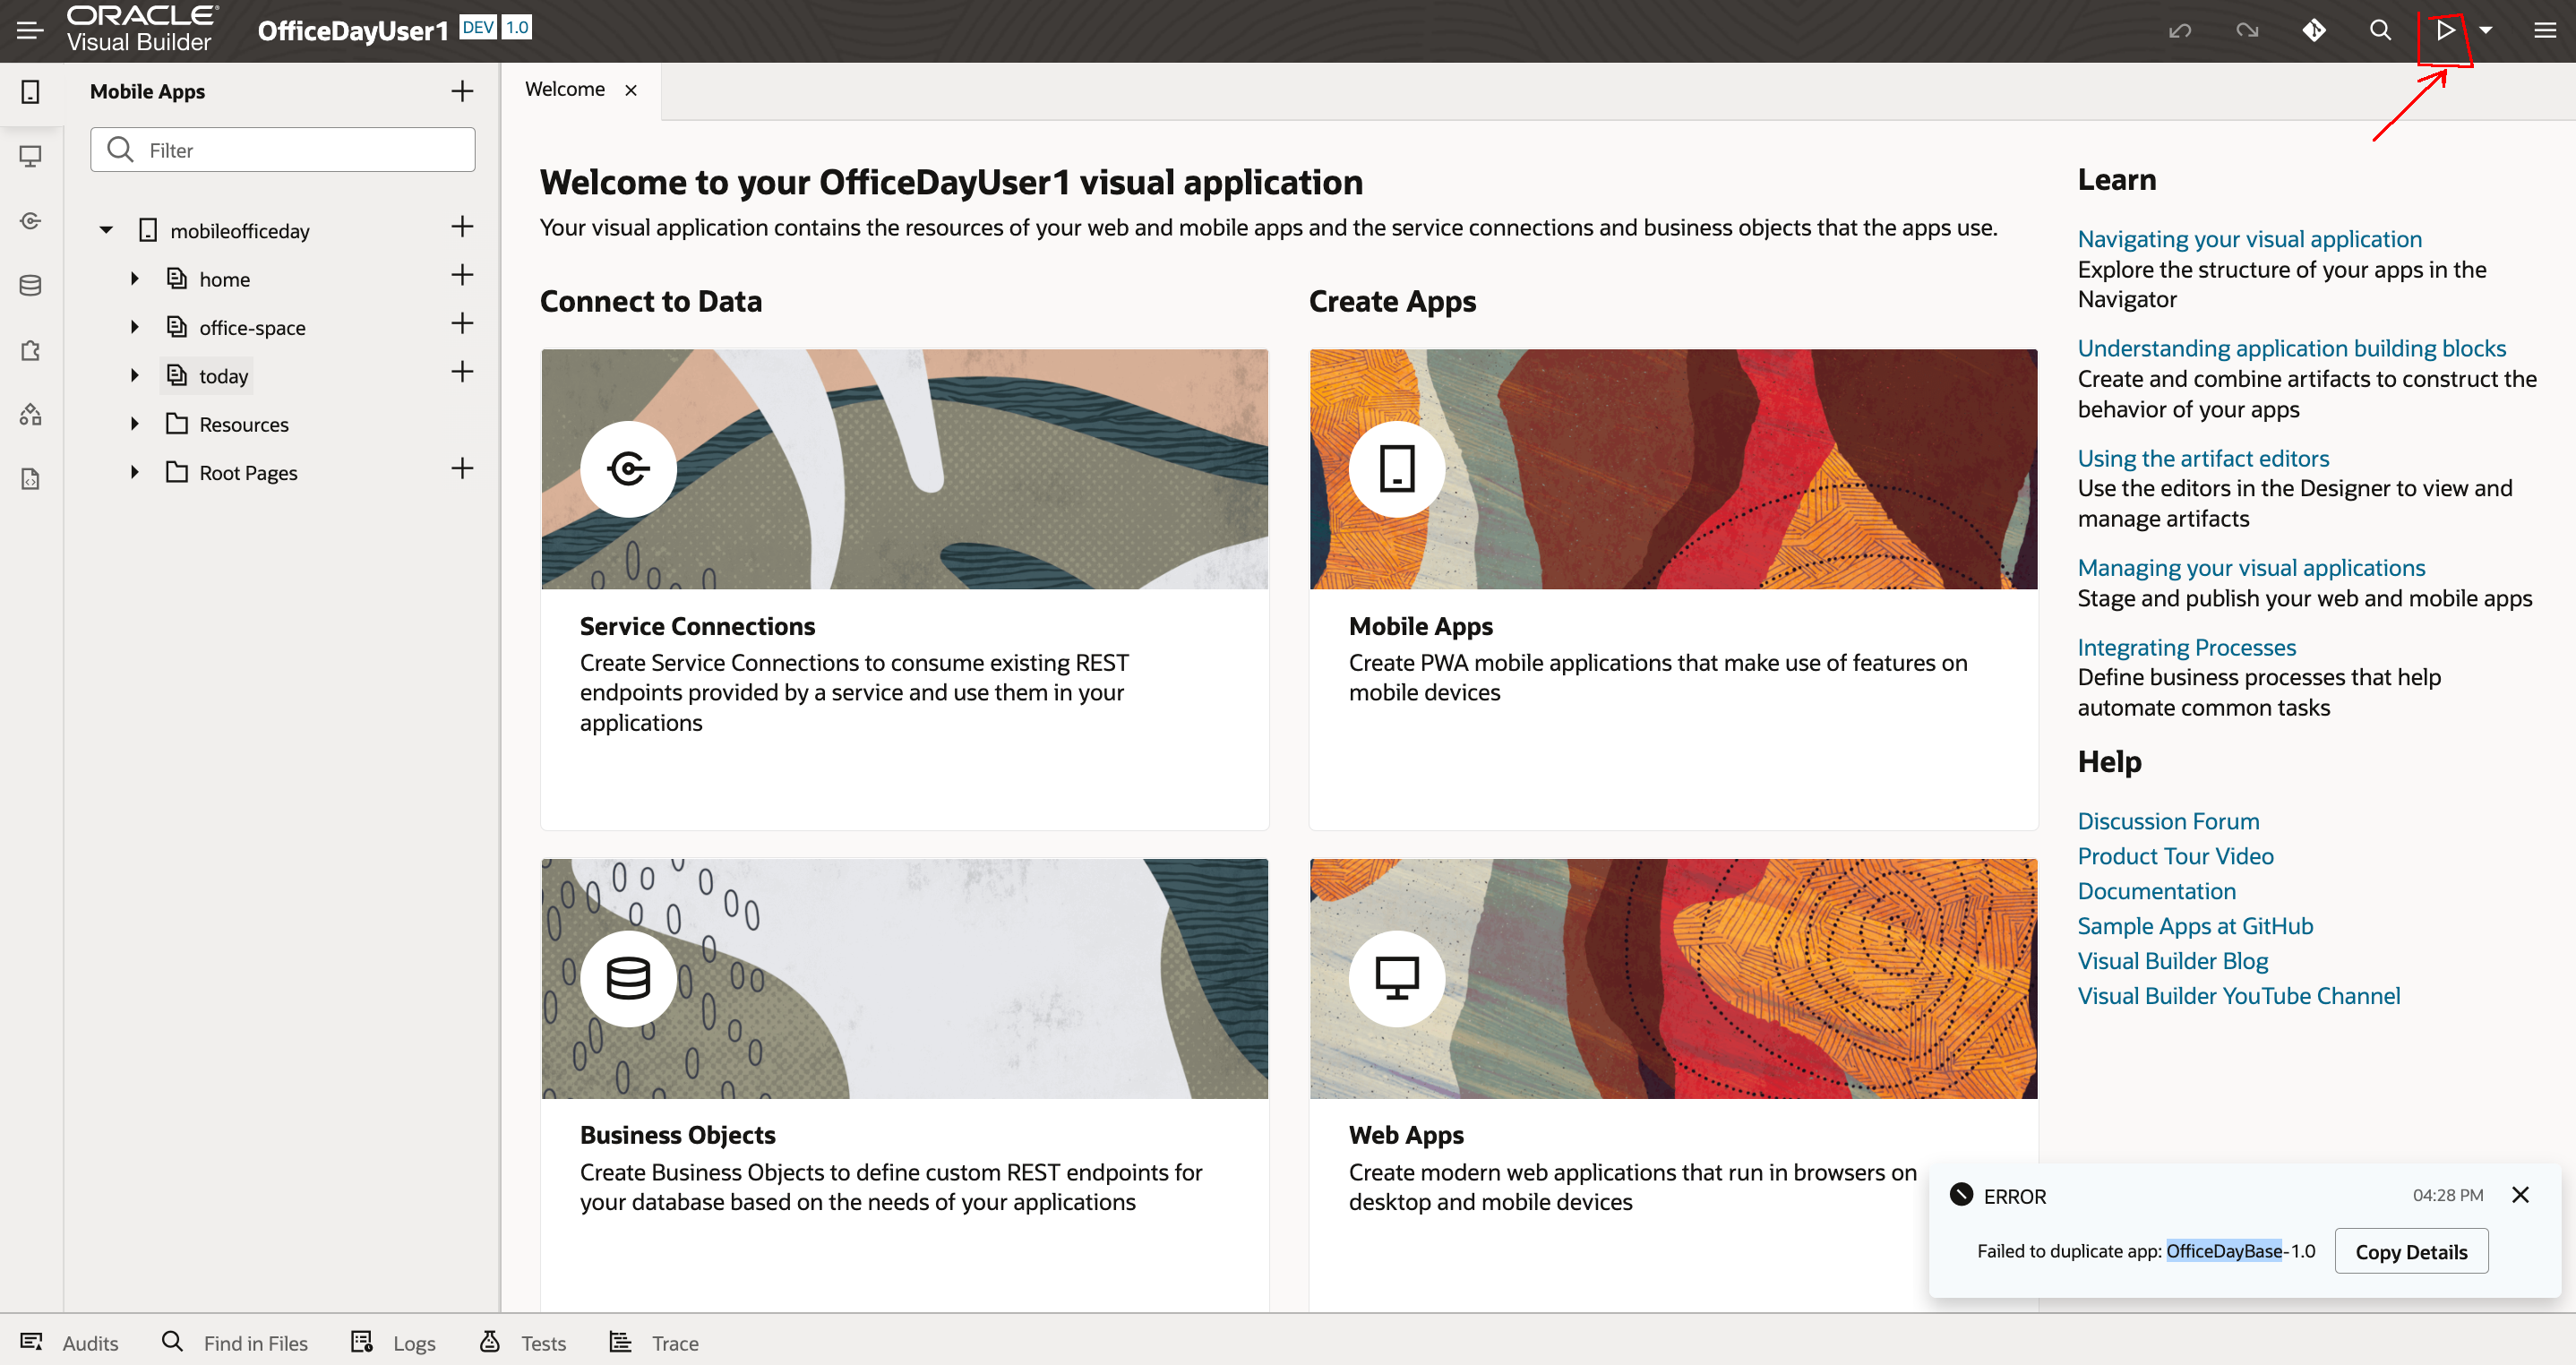 ORACLE
Visual Builder
OfficeDayUser1 DEV 1.0
Mobile Apps
Filter
mobileofficeday
home
office-space
today
Resources
Root Pages
Welcome
Welcome to your OfficeDayUser1 visual application
Your visual application contains the resources of your web and mobile apps and the service connections and business objects that the apps use.
Connect to Data
Service Connections
Create Service Connections to consume existing REST
endpoints provided by a service and use them in your
applications
Business Objects
Create Business Objects to define custom REST endpoints for
your database based on the needs of your applications
Create Apps
Mobile Apps
Create PWA mobile applications that make use of features on
mobile devices
Web Apps
Create modern web applications that run in browsers on
desktop and mobile devices
Learn
Navigating your visual application
Explore the structure of your apps in the
Navigator
Understanding application building blocks
Create and combine artifacts to construct the
behavior of your apps
Using the artifact editors
Use the editors in the Designer to view and
manage artifacts
Managing your visual applications
Stage and publish your web and mobile apps
Integrating Processes
Define business processes that help
automate common tasks
Help
Discussion Forum
Product Tour Video
Documentation
Sample Apps at GitHub
Visual Builder Blog
Visual Builder YouTube Channel
ERROR 04:28 PM
Failed to duplicate app: OfficeDayBase-1.0 Copy Details
Audits Find in Files Logs Tests Trace